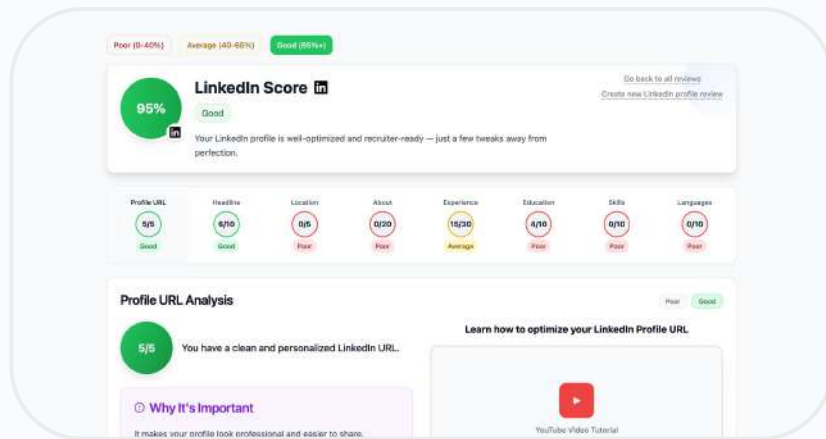 Poor (0-40%) Average (40-65%) Good (65%+)
LinkedIn Score in
Go back to all reviews
Create new LinkedIn profile review
95%
in
Good
Your LinkedIn profile is well-optimized and recruiter-ready — just a few tweaks away from
perfection.
Profile URL Headline Location About Experience Education Skills Languages
5/5 6/10 0/5 0/20 15/30 4/10 0/10 0/10
Good Good Poor Poor Average Poor Poor Poor
Profile URL Analysis
Poor Good
Learn how to optimize your LinkedIn Profile URL
5/5
You have a clean and personalized LinkedIn URL.
Why It's Important
It makes your profile look professional and easier to share.
YouTube Video Tutorial